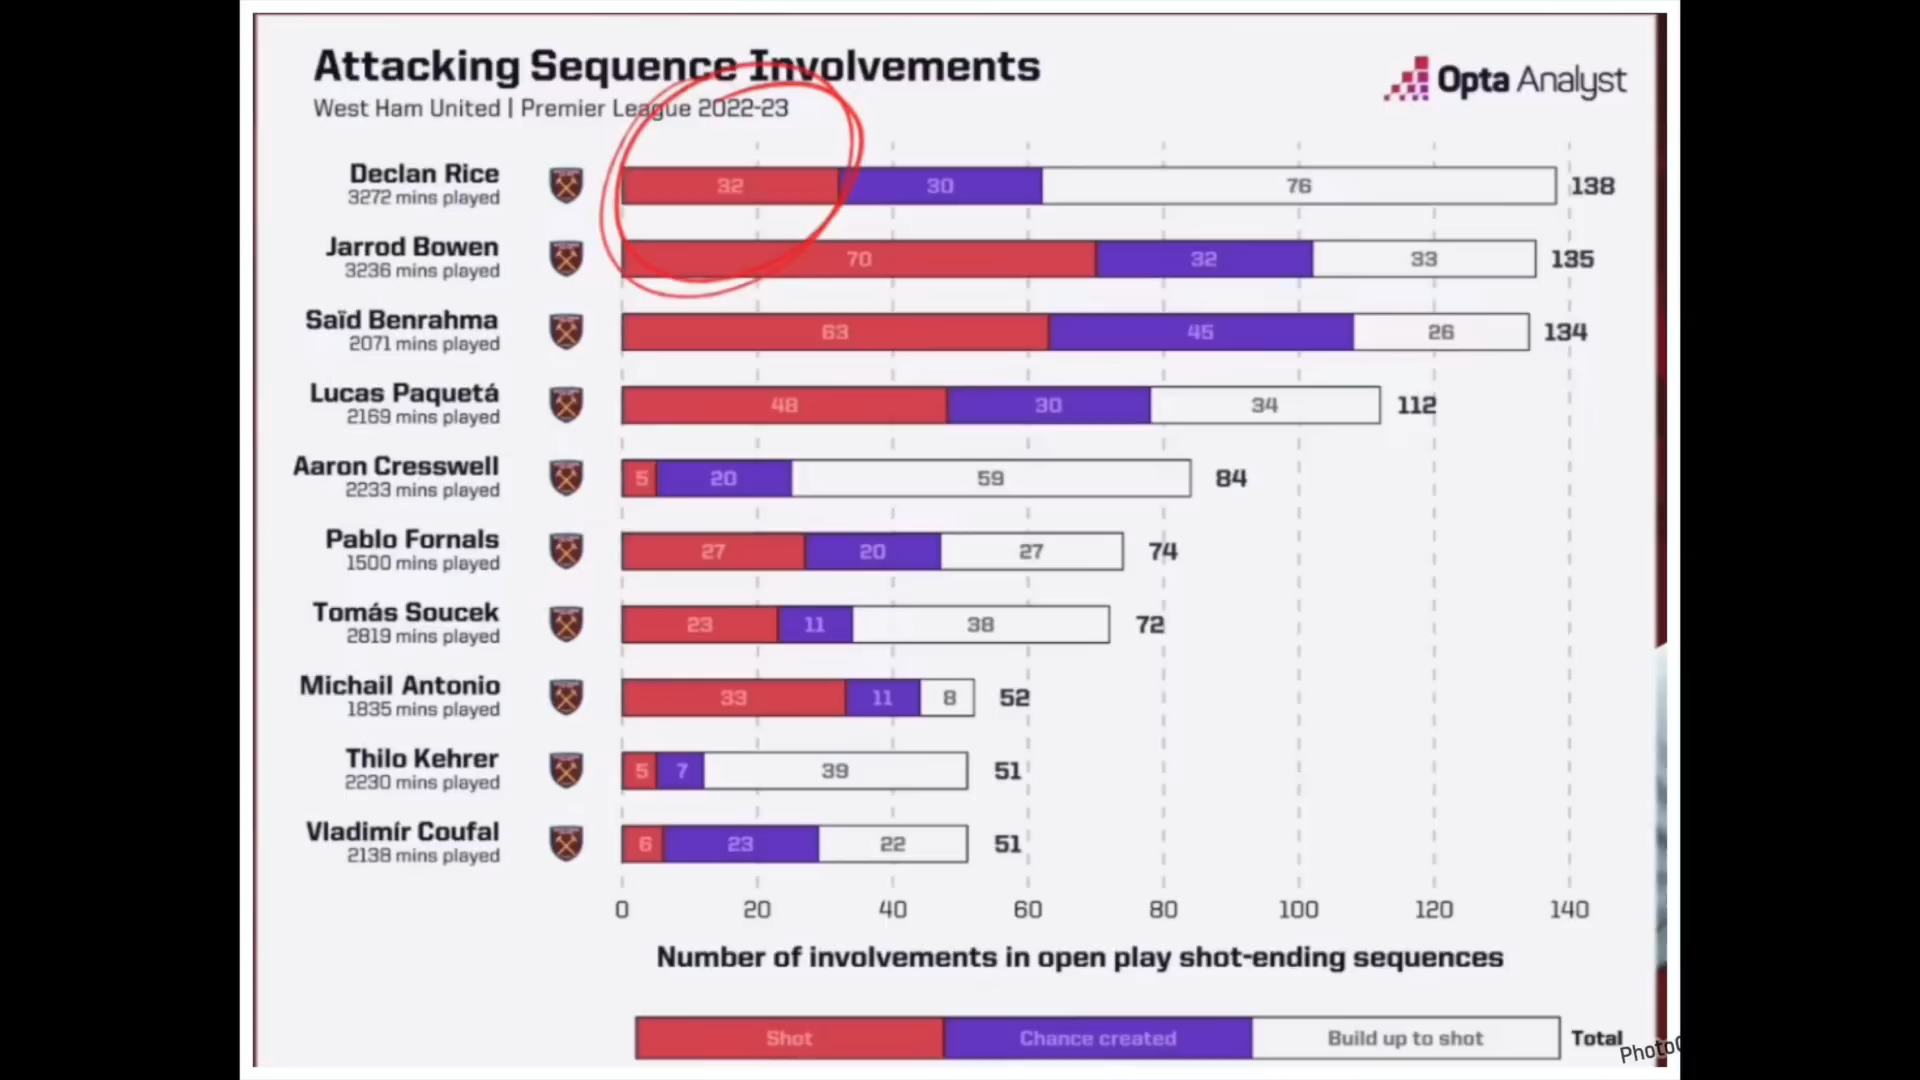 Attacking Sequence Involvements
West Ham United | Premier League 2022-23
Opta Analyst
Declan Rice
3272 mins played
32 30 76 138
Jarrod Bowen
3236 mins played
70 32 33 135
Saïd Benrahma
2071 mins played
63 45 26 134
Lucas Paquetá
2169 mins played
48 30 34 112
Aaron Cresswell
2233 mins played
5 20 59 84
Pablo Fornals
1500 mins played
27 20 27 74
Tomás Soucek
2819 mins played
23 11 38 72
Michail Antonio
1835 mins played
33 11 8 52
Thilo Kehrer
2230 mins played
5 7 39 51
Vladimír Coufal
2138 mins played
6 23 22 51
0 20 40 60 80 100 120 140
Number of involvements in open play shot-ending sequences
Shot Chance created Build up to shot Total